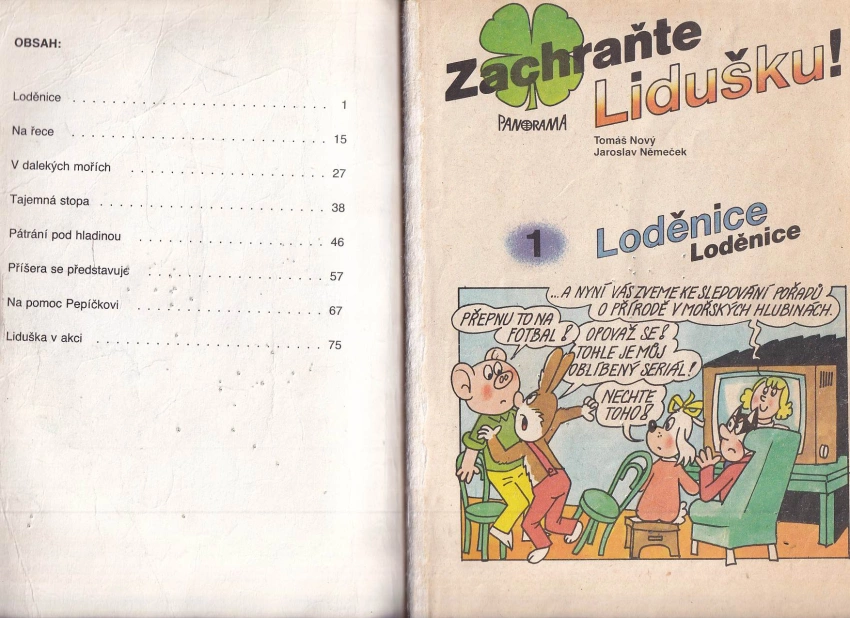 OBSAH:
Loděnice . . . . . . . . . . . . . . . . . . . . . . . . . . . . 1
Na řece . . . . . . . . . . . . . . . . . . . . . . . . . . . . 15
V dalekých mořích . . . . . . . . . . . . . . . . . . . . . 27
Tajemná stopa . . . . . . . . . . . . . . . . . . . . . . . . 38
Pátrání pod hladinou . . . . . . . . . . . . . . . . . . . . 46
Příšera se představuje . . . . . . . . . . . . . . . . . . . 57
Na pomoc Pepíčkovi . . . . . . . . . . . . . . . . . . . . 67
Liduška v akci . . . . . . . . . . . . . . . . . . . . . . . . 75
Zachraňte
Lidušku!
PANORAMA
Tomáš Nový
Jaroslav Němeček
1 Loděnice
Loděnice
...A NYNÍ VÁS ZVEME KE SLEDOVÁNÍ POŘADŮ
O PŘÍRODĚ V MOŘSKÝCH HLUBINÁCH.
PŘEPNU TO NA
FOTBAL!
OPOVAŽ SE!
TOHLE JE MŮJ
OBLÍBENÝ SERIÁL!
NECHTE
TOHO!